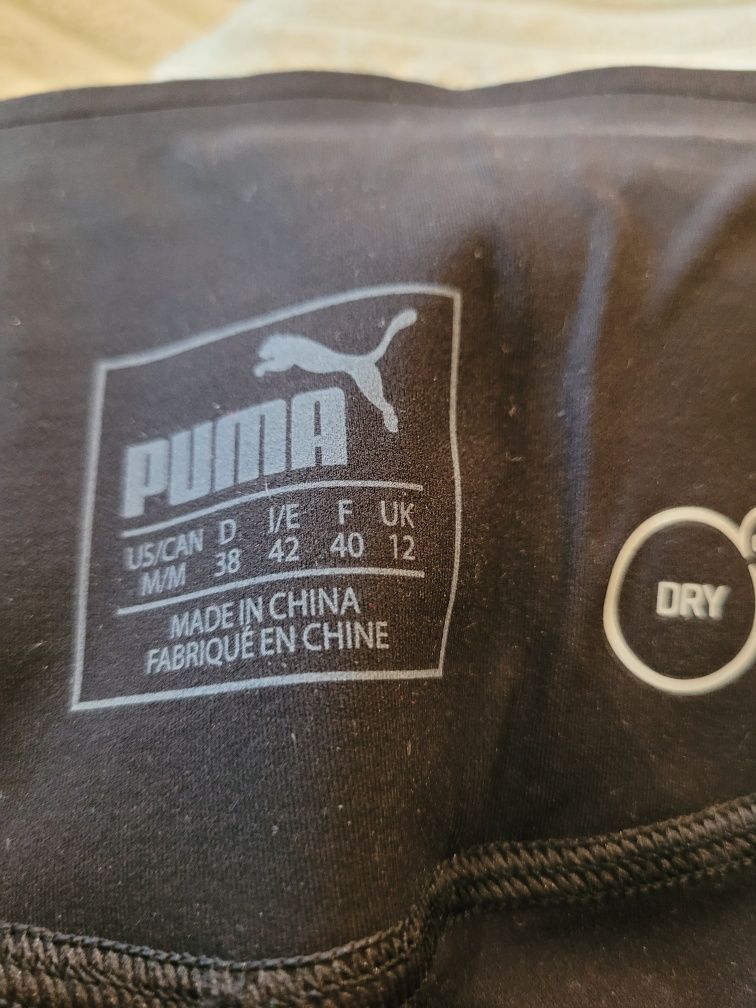 PUMA
US/CAN D I/E F UK
M/M 38 42 40 12
MADE IN CHINA
FABRIQUÉ EN CHINE
DRY